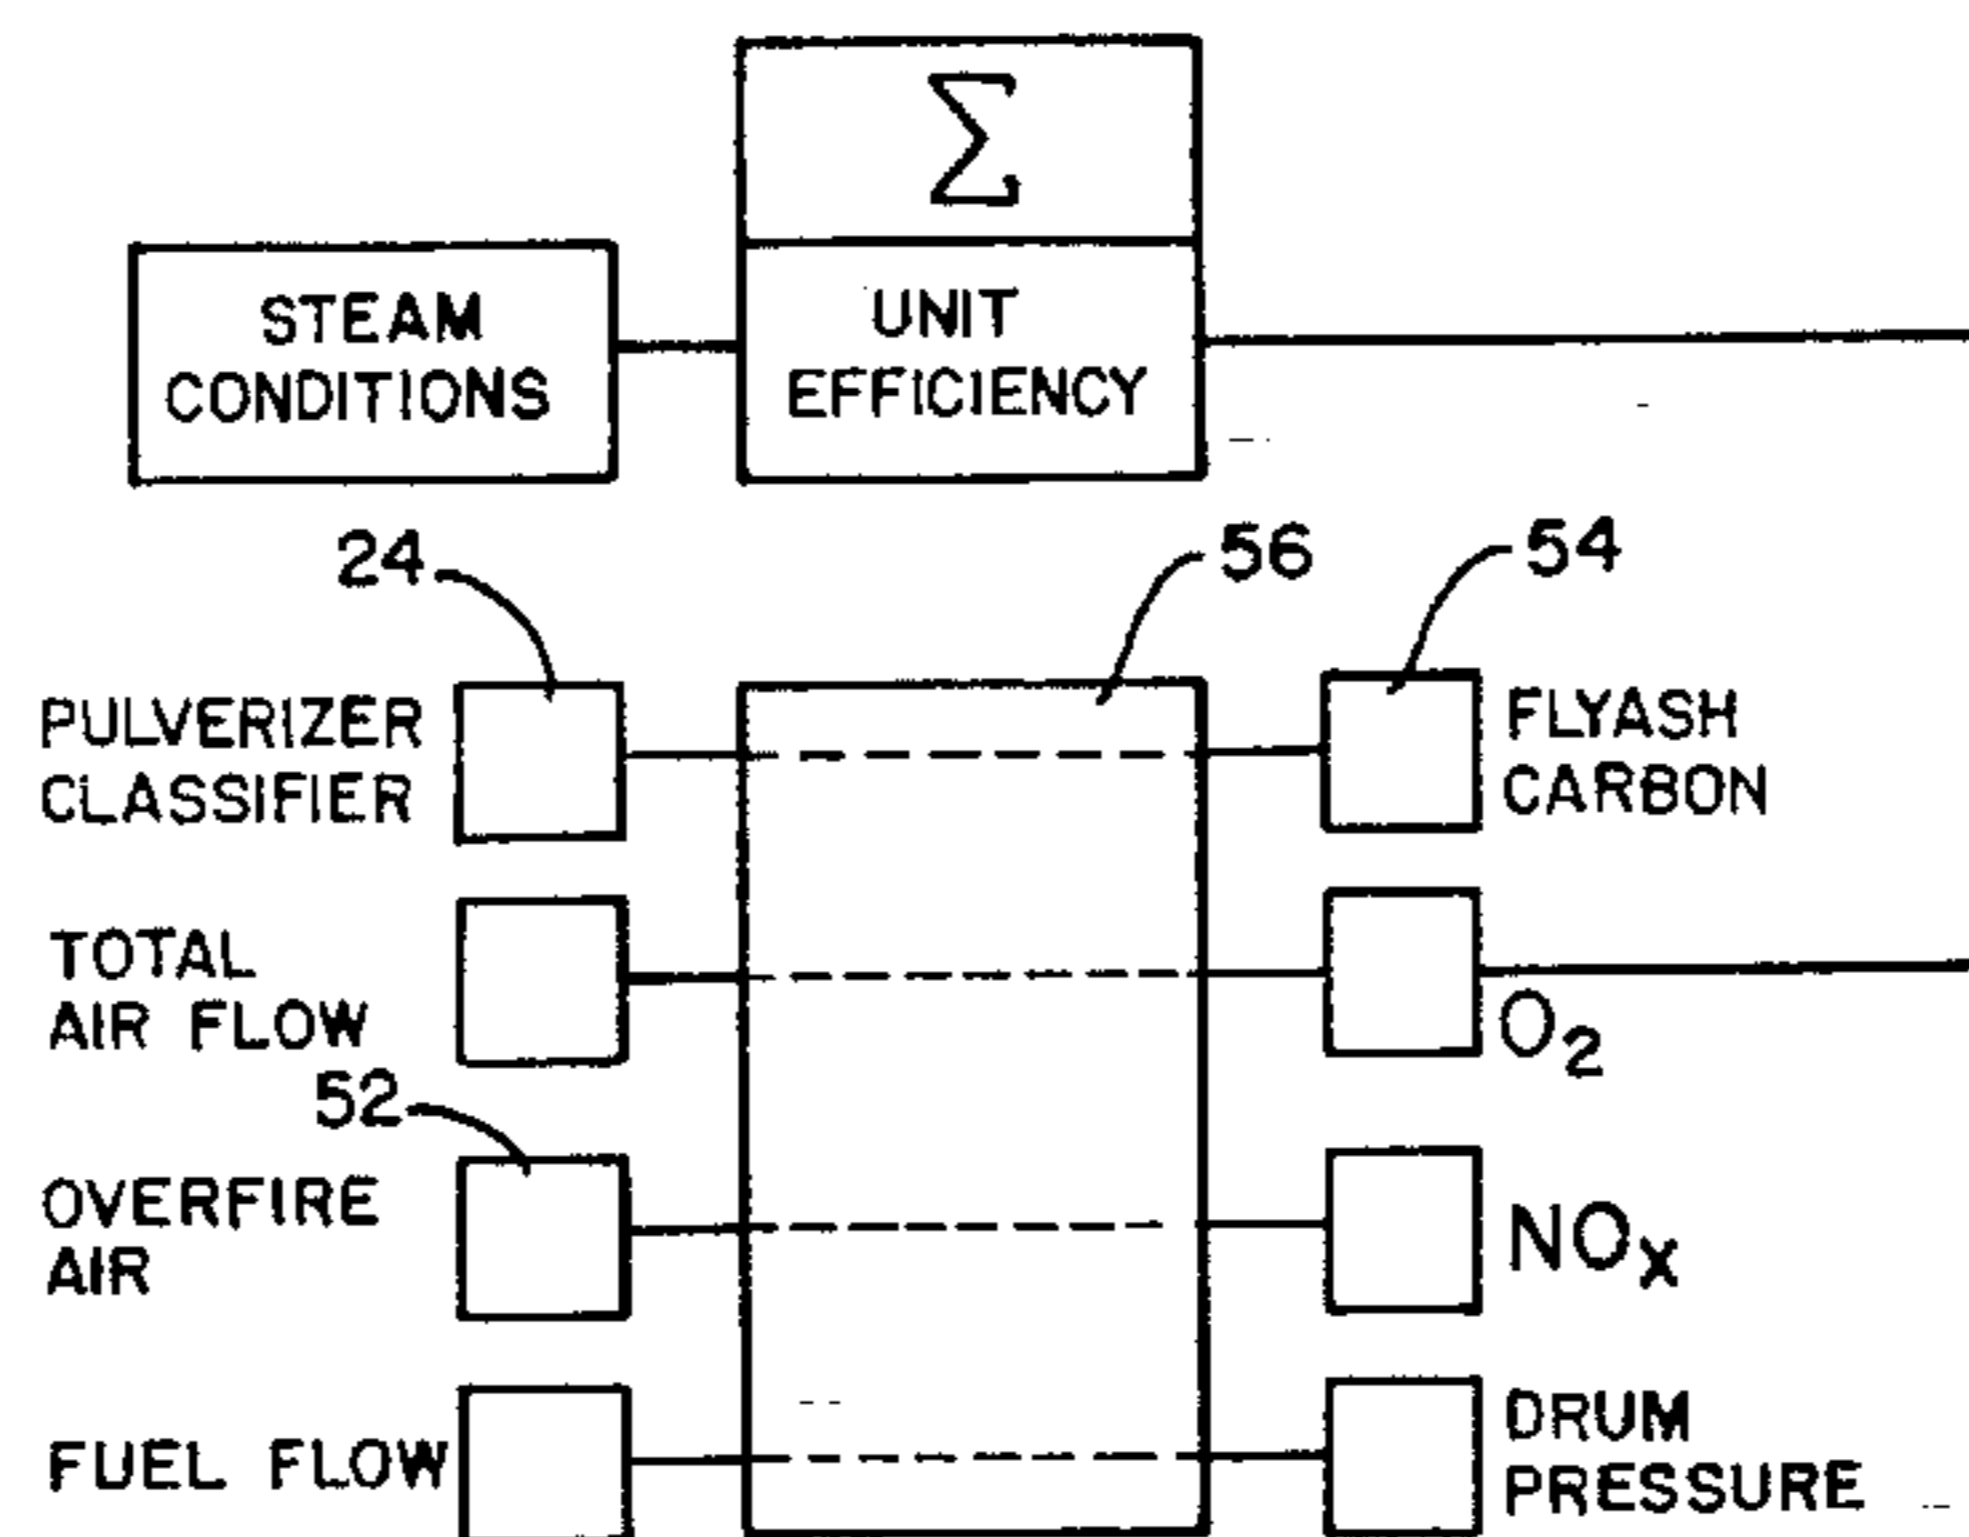 Σ
STEAM
CONDITIONS
UNIT
EFFICIENCY
24
56
54
PULVERIZER
CLASSIFIER
FLYASH
CARBON
TOTAL
AIR FLOW
O₂
52
OVERFIRE
AIR
NOₓ
FUEL FLOW
DRUM
PRESSURE